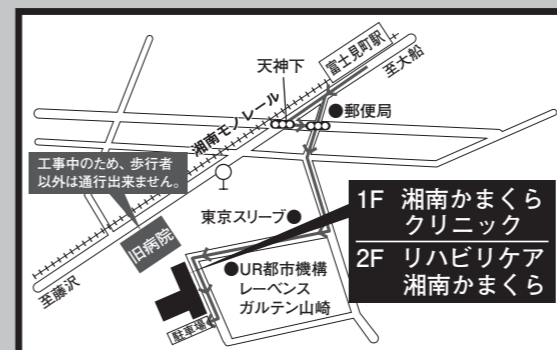 富士見町駅
至大船
天神下
●郵便局
湘南モノレール
工事中のため、歩行者
以外は通行出来ません。
東京スリープ●
旧病院
1F 湘南かまくら
クリニック
2F リハビリケア
湘南かまくら
●UR都市機構
レーベンス
ガルテン山崎
至藤沢
駐車場